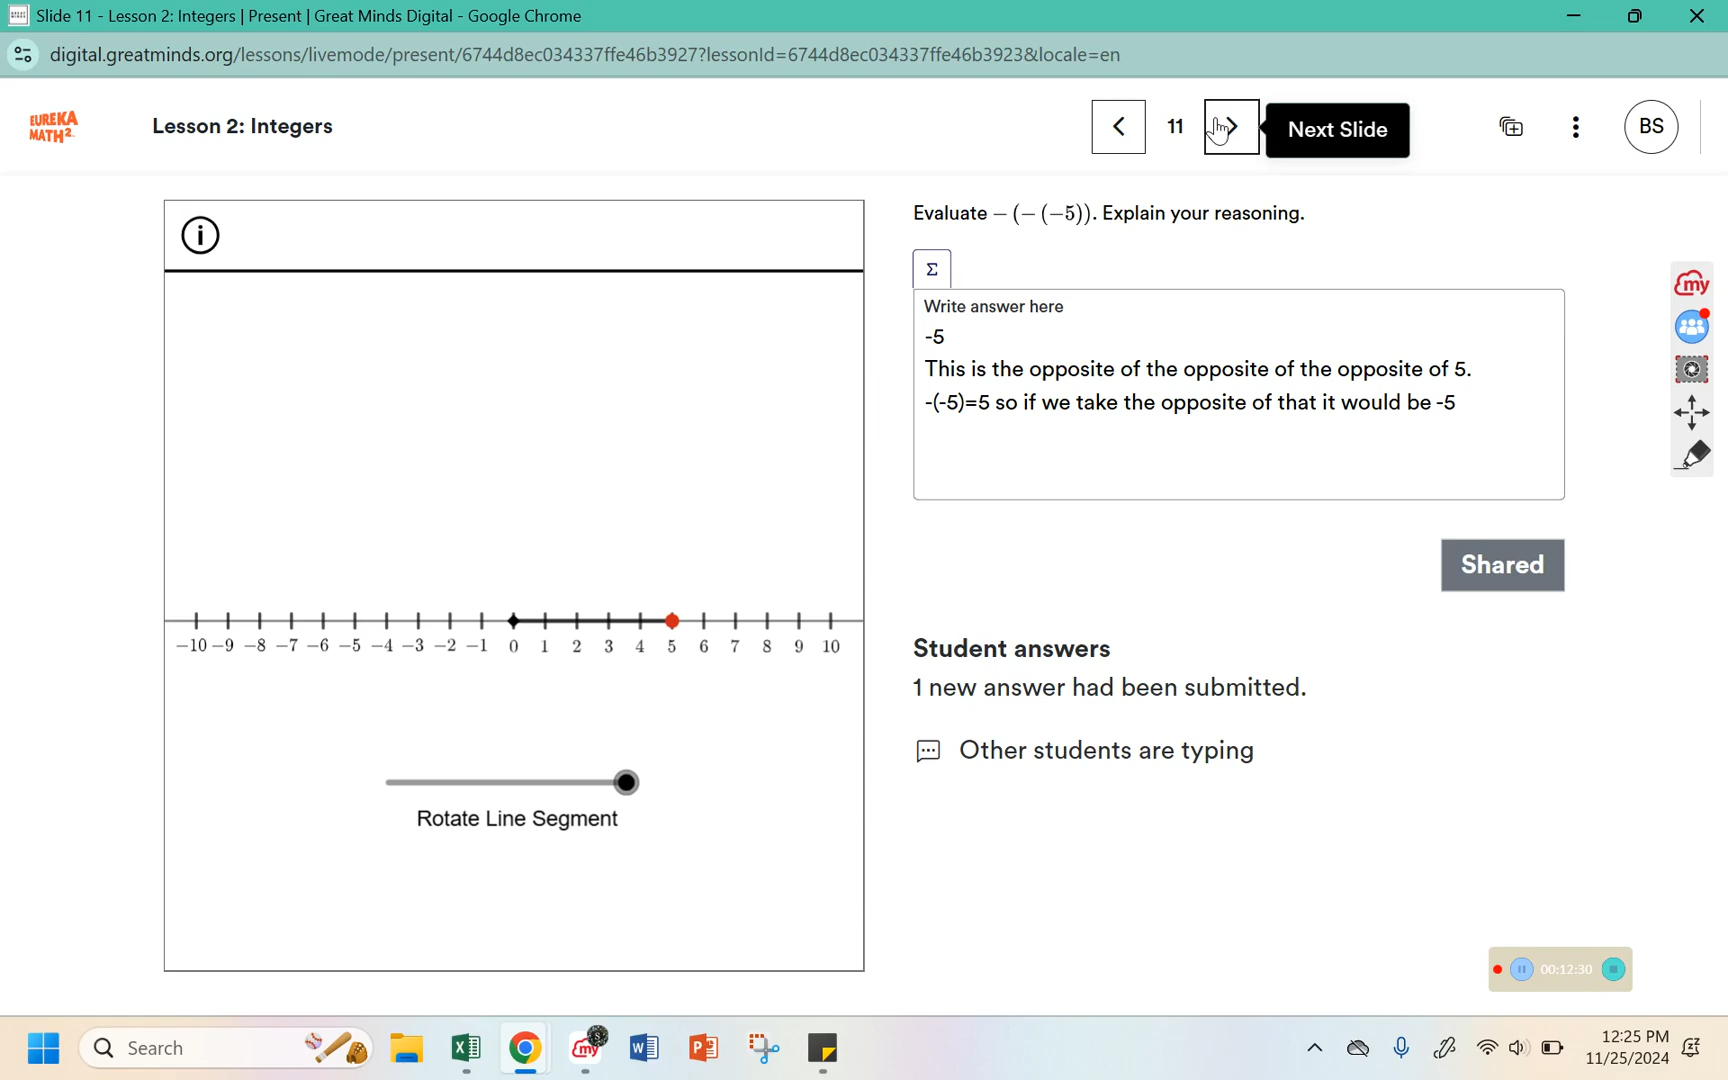 Slide 11 - Lesson 2: Integers | Present | Great Minds Digital - Google Chrome
digital.greatminds.org/lessons/livemode/present/6744d8ec034337ffe46b3927?lessonId=6744d8ec034337ffe46b3923&locale=en
EUREKA
MATH²
Lesson 2: Integers
11
Next Slide
BS
i
Evaluate −(−(−5)). Explain your reasoning.
Σ
Write answer here
-5
This is the opposite of the opposite of the opposite of 5.
-(-5)=5 so if we take the opposite of that it would be -5
my
Shared
−10 −9 −8 −7 −6 −5 −4 −3 −2 −1 0 1 2 3 4 5 6 7 8 9 10
Student answers
1 new answer had been submitted.
Other students are typing
Rotate Line Segment
00:12:30
Search
my
S
12:25 PM
11/25/2024